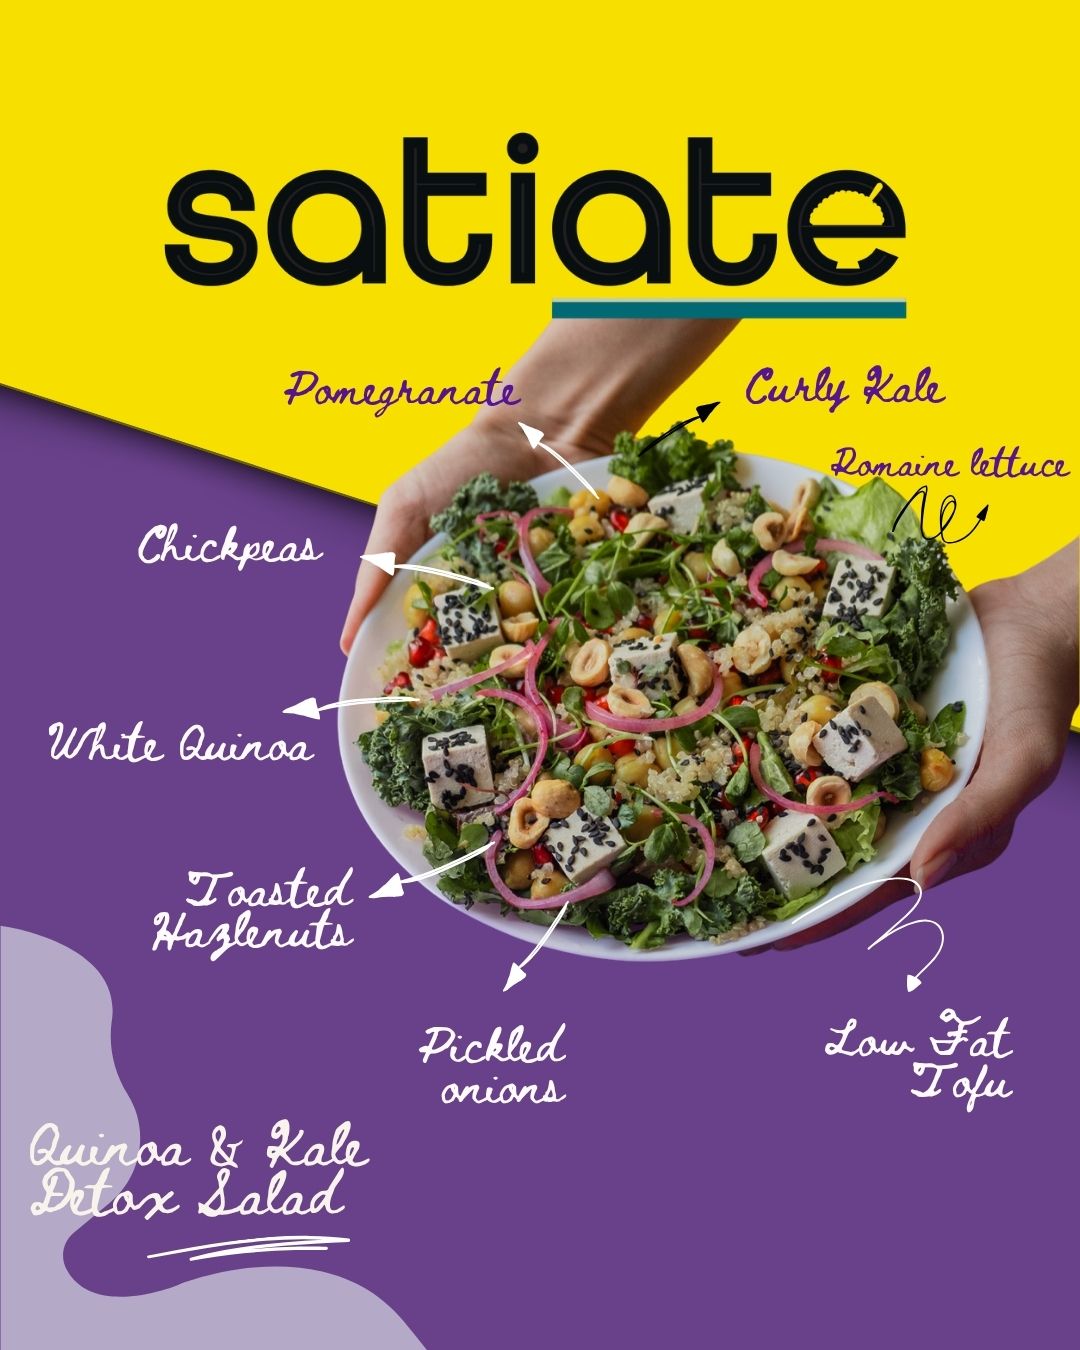 satiate
Pomegranate
Curly Kale
Romaine lettuce
Chickpeas
White Quinoa
Toasted
Hazlenuts
Pickled
onions
Low Fat
Tofu
Quinoa & Kale
Detox Salad